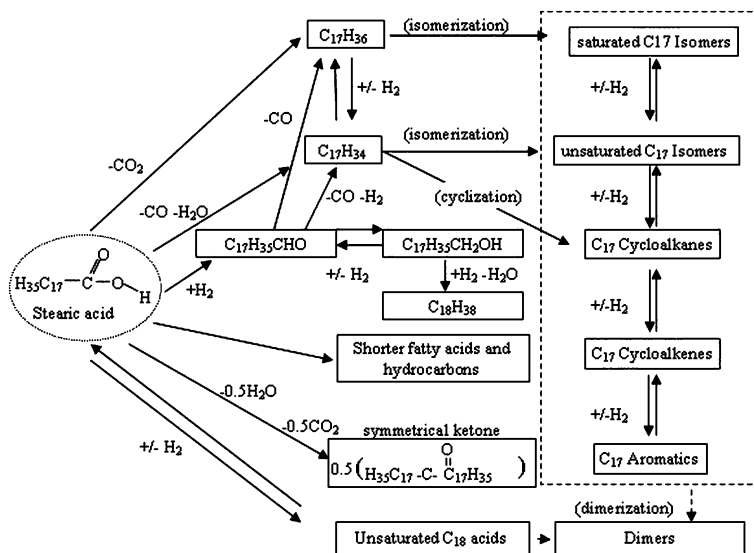 C17H36
(isomerization)
saturated C17 Isomers
+/- H2
+/-H2
-CO
-CO2
C17H34
(isomerization)
unsaturated C17 Isomers
-CO -H2O
-CO -H2
(cyclization)
+/-H2
C17H35CHO
C17H35CH2OH
C17 Cycloalkanes
+H2
+/- H2
+H2 -H2O
O
H35C17 — C — O
H
Stearic acid
C18H38
+/-H2
Shorter fatty acids and
hydrocarbons
C17 Cycloalkenes
-0.5H2O
-0.5CO2
+/-H2
symmetrical ketone
+/- H2
O
0.5 ( H35C17 -C- C17H35 )
C17 Aromatics
(dimerization)
Unsaturated C18 acids
Dimers